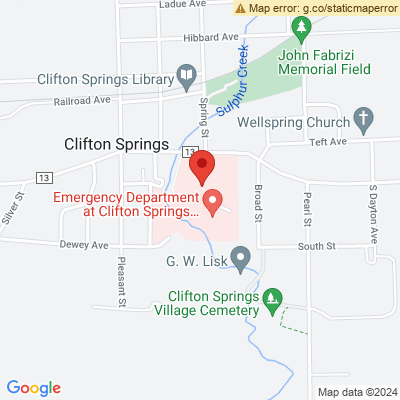 Ladue Ave
Map error: g.co/staticmaperror
Hibbard Ave
John Fabrizi
Memorial Field
Clifton Springs Library
Railroad Ave
Spring St
Sulphur Creek
Wellspring Church
Teft Ave
Clifton Springs
13
13
Silver St
Emergency Department
at Clifton Springs...
Broad St
Pearl St
S Dayton Ave
Dewey Ave
South St
Pleasant St
G. W. Lisk
Clifton Springs
Village Cemetery
Google
Map data ©2024